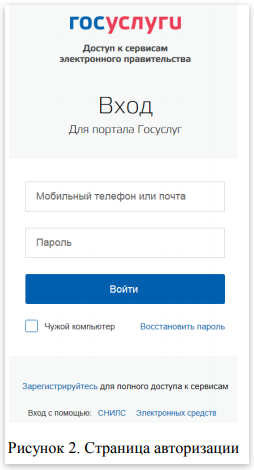 госуслуги
Доступ к сервисам
электронного правительства
Вход
Для портала Госуслуг
Мобильный телефон или почта
Пароль
Войти
Чужой компьютер Восстановить пароль
Зарегистрируйтесь для полного доступа к сервисам
Вход с помощью: СНИЛС Электронных средств
Рисунок 2. Страница авторизации